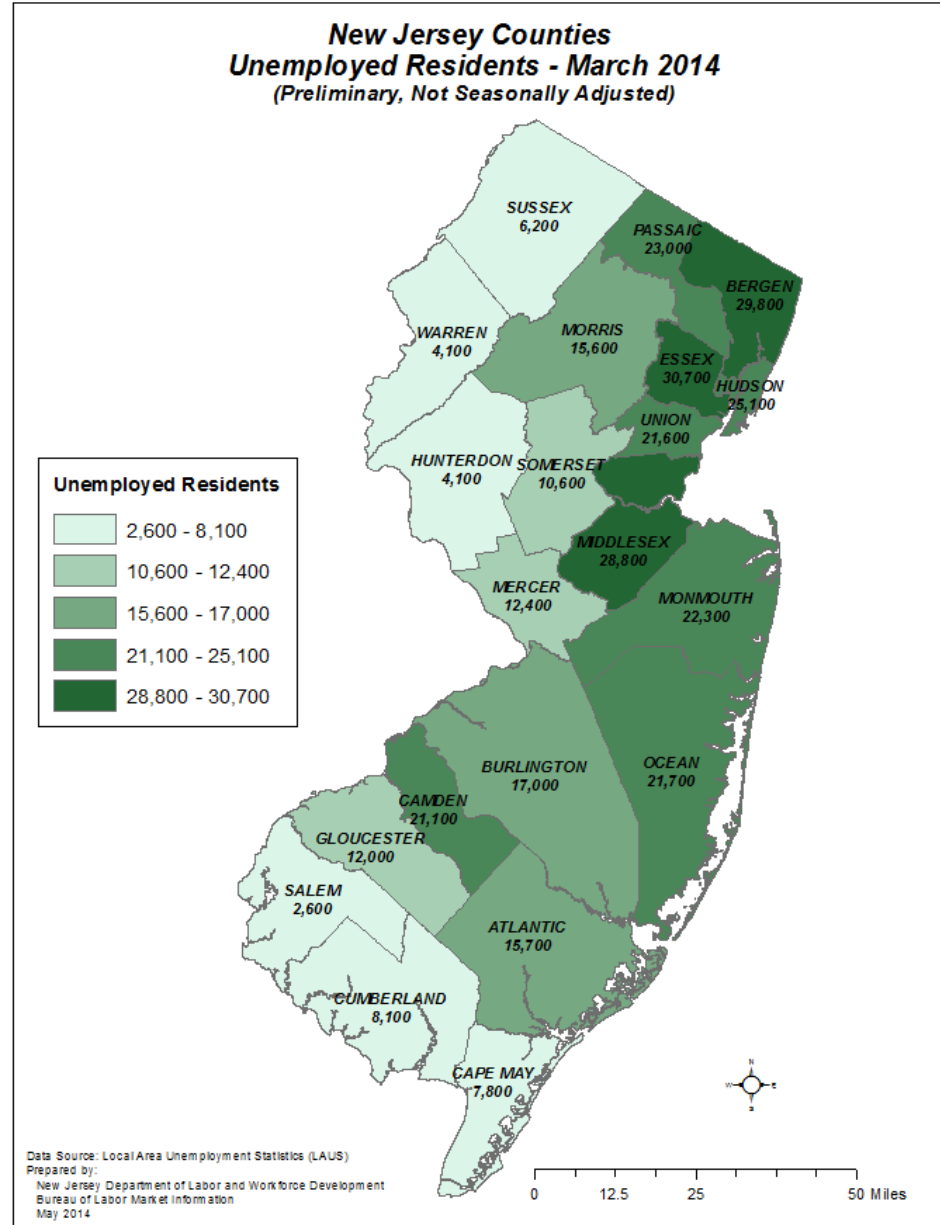 New Jersey Counties
Unemployed Residents - March 2014
(Preliminary, Not Seasonally Adjusted)
SUSSEX
6,200
PASSAIC
23,000
BERGEN
29,800
WARREN
4,100
MORRIS
15,600
ESSEX
30,700
HUDSON
25,100
UNION
21,600
HUNTERDON
4,100
SOMERSET
10,600
MIDDLESEX
28,800
MERCER
12,400
MONMOUTH
22,300
Unemployed Residents
2,600 - 8,100
10,600 - 12,400
15,600 - 17,000
21,100 - 25,100
28,800 - 30,700
BURLINGTON
17,000
OCEAN
21,700
CAMDEN
21,100
GLOUCESTER
12,000
SALEM
2,600
ATLANTIC
15,700
CUMBERLAND
8,100
CAPE MAY
7,800
N
W E
S
Data Source: Local Area Unemployment Statistics (LAUS)
Prepared by:
New Jersey Department of Labor and Workforce Development
Bureau of Labor Market Information
May 2014
0 12.5 25 50 Miles